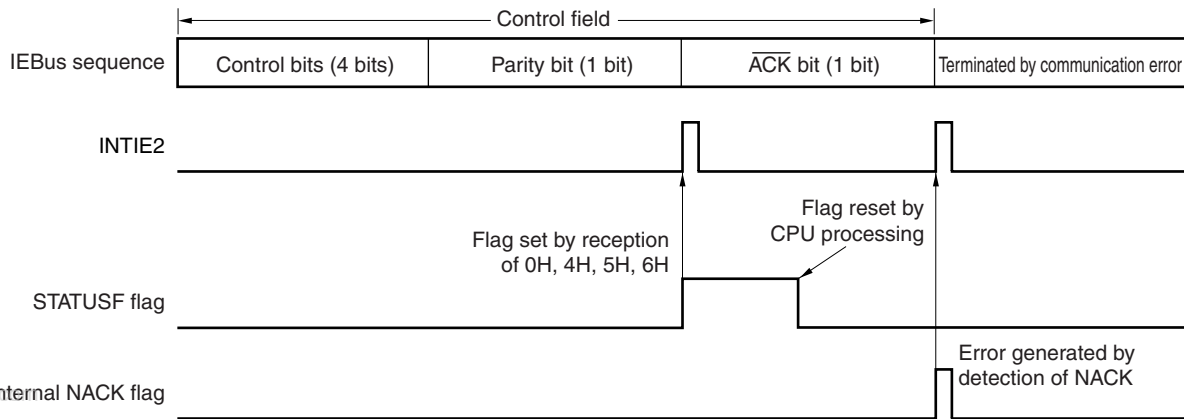 Control field
IEBus sequence
Control bits (4 bits)
Parity bit (1 bit)
ACK bit (1 bit)
Terminated by communication error
INTIE2
Flag set by reception
of 0H, 4H, 5H, 6H
Flag reset by
CPU processing
STATUSF flag
Error generated by
detection of NACK
nternal NACK flag